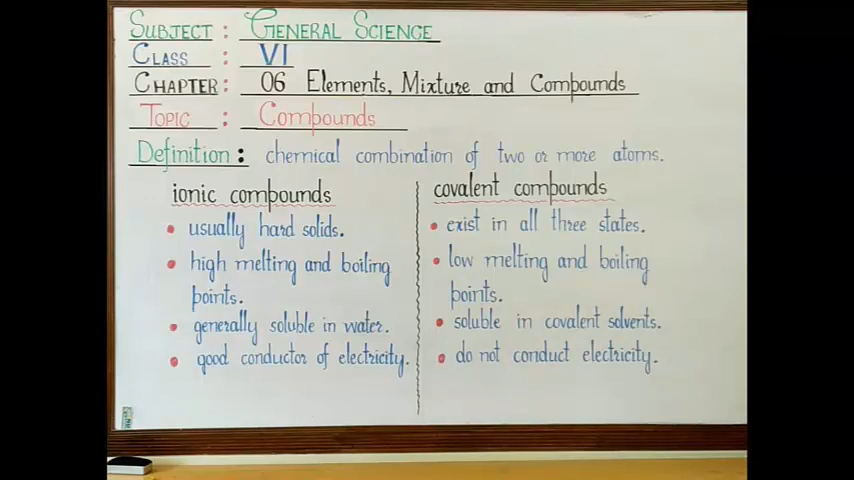 SUBJECT : GENERAL SCIENCE
CLASS : VI
CHAPTER: 06 Elements, Mixture and Compounds
TOPIC : Compounds
Definition: chemical combination of two or more atoms.
ionic compounds
• usually hard solids.
• high melting and boiling
points.
• generally soluble in water.
• good conductor of electricity.
covalent compounds
• exist in all three states.
• low melting and boiling
points.
• soluble in covalent solvents.
• do not conduct electricity.